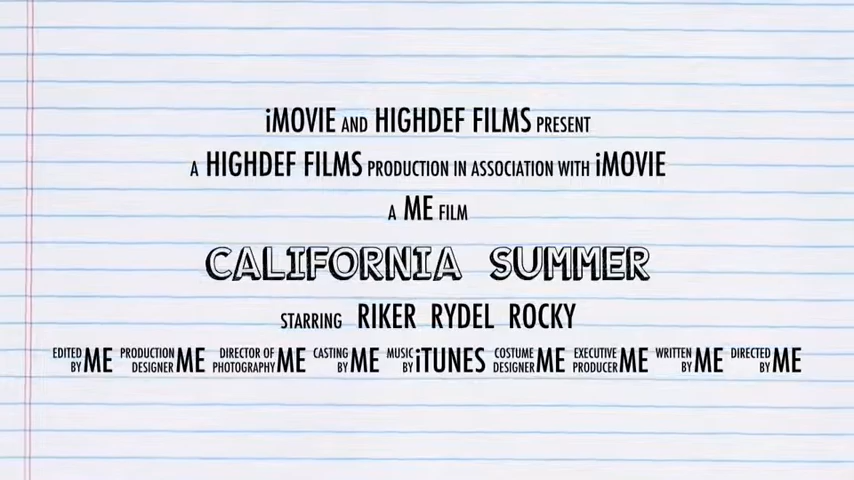 iMOVIE AND HIGHDEF FILMS PRESENT
A HIGHDEF FILMS PRODUCTION IN ASSOCIATION WITH iMOVIE
A ME FILM
CALIFORNIA SUMMER
STARRING RIKER RYDEL ROCKY
EDITED BY ME PRODUCTION DESIGNER ME DIRECTOR OF PHOTOGRAPHY ME CASTING BY ME MUSIC BY iTUNES COSTUME DESIGNER ME EXECUTIVE PRODUCER ME WRITTEN BY ME DIRECTED BY ME